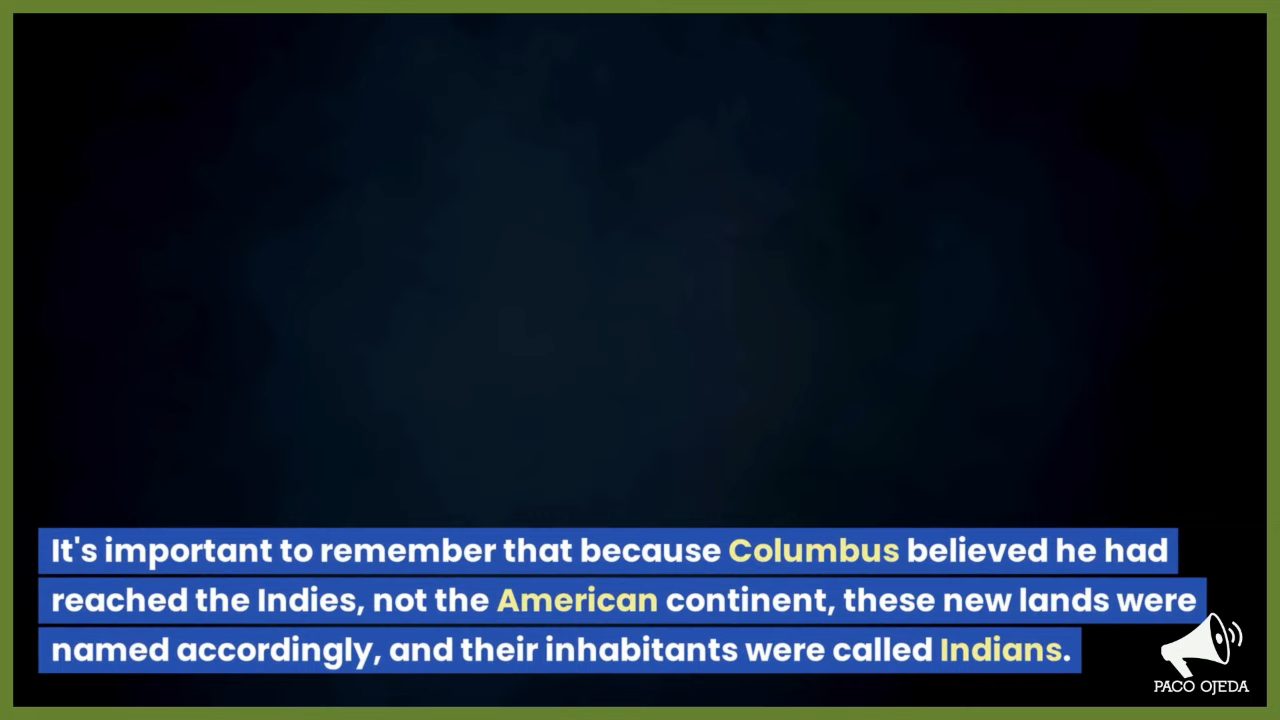 It's important to remember that because Columbus believed he had
reached the Indies, not the American continent, these new lands were
named accordingly, and their inhabitants were called Indians.
PACO OJEDA